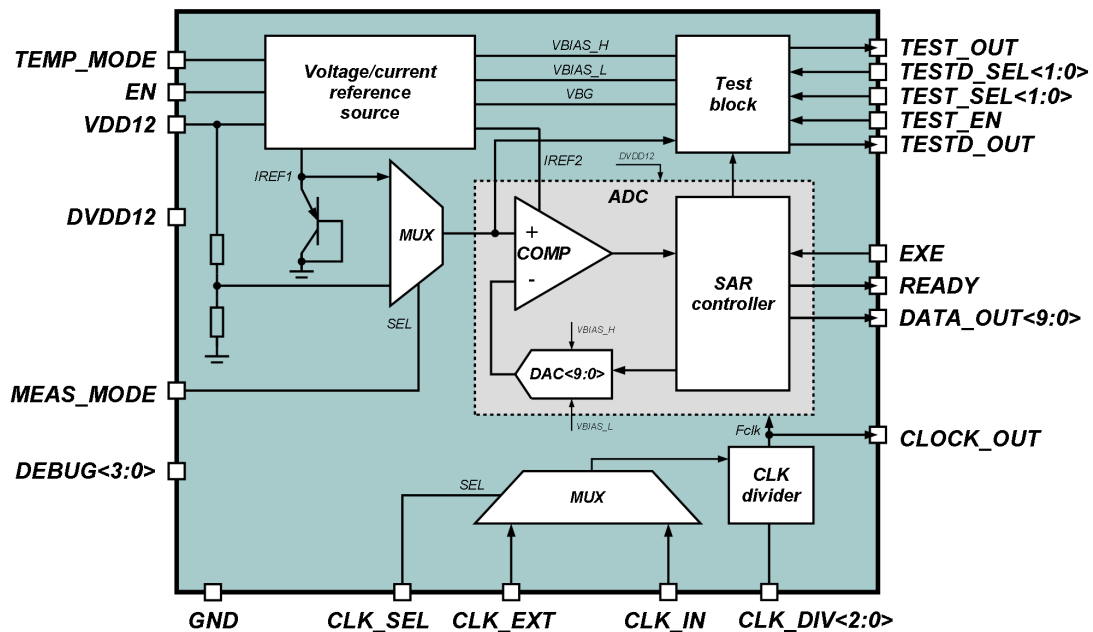 TEMP_MODE
EN
VDD12
DVDD12
MEAS_MODE
DEBUG<3:0>
Voltage/current
reference
source
VBIAS_H
VBIAS_L
VBG
Test
block
TEST_OUT
TESTD_SEL<1:0>
TEST_SEL<1:0>
TEST_EN
TESTD_OUT
IREF1
IREF2
DVDD12
ADC
MUX
SEL
+
COMP
-
SAR
controller
EXE
READY
DATA_OUT<9:0>
VBIAS_H
DAC<9:0>
VBIAS_L
Fclk
CLOCK_OUT
SEL
MUX
CLK
divider
GND
CLK_SEL
CLK_EXT
CLK_IN
CLK_DIV<2:0>